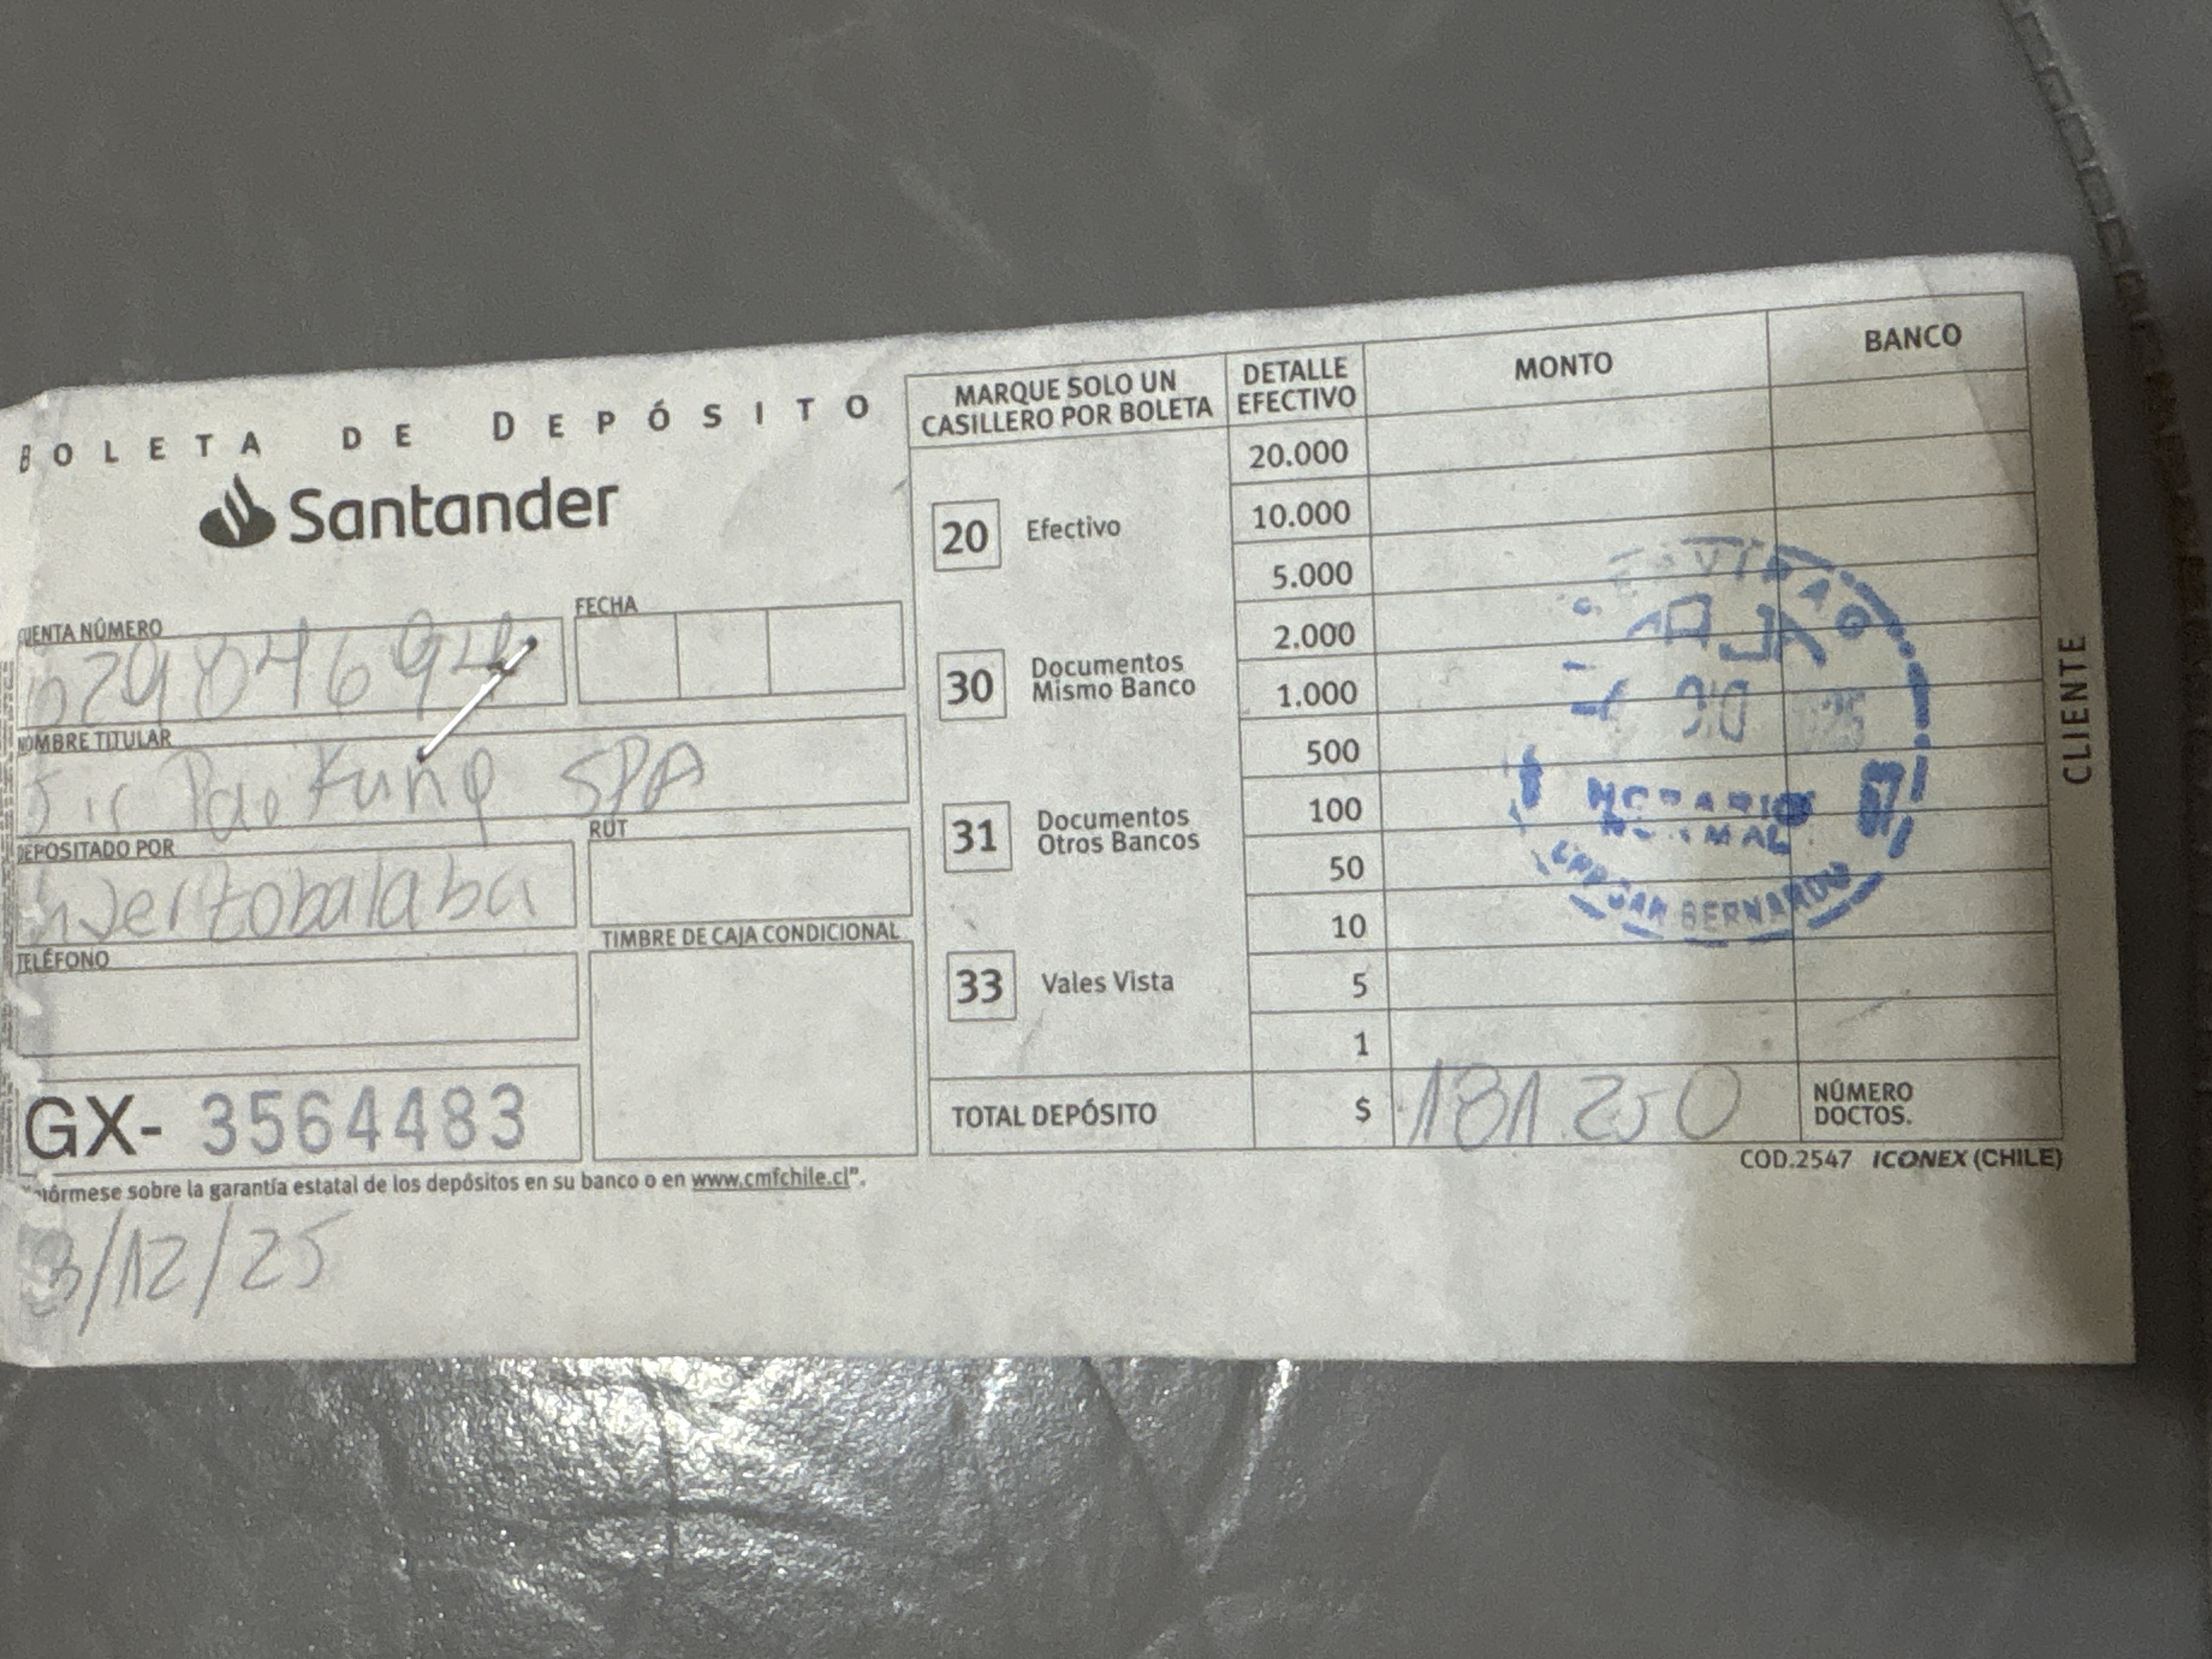 BOLETA DE DEPÓSITO
Santander
CUENTA NÚMERO
FECHA
NOMBRE TITULAR
SPA
DEPOSITADO POR
RUT
TELÉFONO
TIMBRE DE CAJA CONDICIONAL
GX- 3564483
"Infórmese sobre la garantía estatal de los depósitos en su banco o en www.cmfchile.cl".
3/12/25
MARQUE SOLO UN CASILLERO POR BOLETA
20 Efectivo
30 Documentos Mismo Banco
31 Documentos Otros Bancos
33 Vales Vista
DETALLE EFECTIVO
MONTO
BANCO
20.000
10.000
5.000
2.000
1.000
500
100
50
10
5
1
TOTAL DEPÓSITO $ 181.250
NÚMERO DOCTOS.
COD.2547 ICONEX (CHILE)
CLIENTE
CAJA
HORARIO
NORMAL
SAN BERNARDO